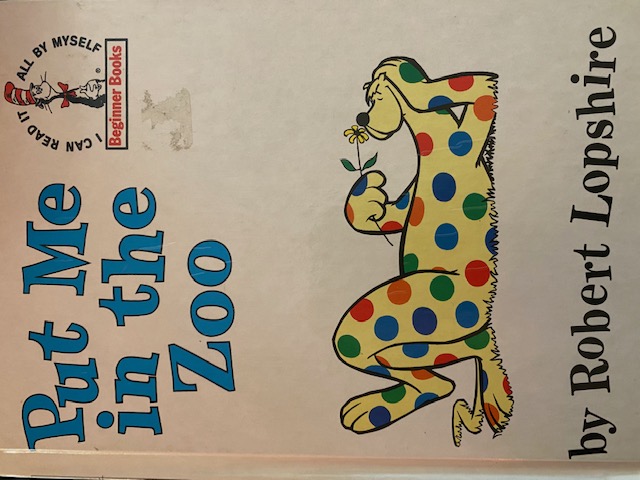 Put Me
in the
Zoo
I CAN READ IT ALL BY MYSELF
Beginner Books
®
by Robert Lopshire